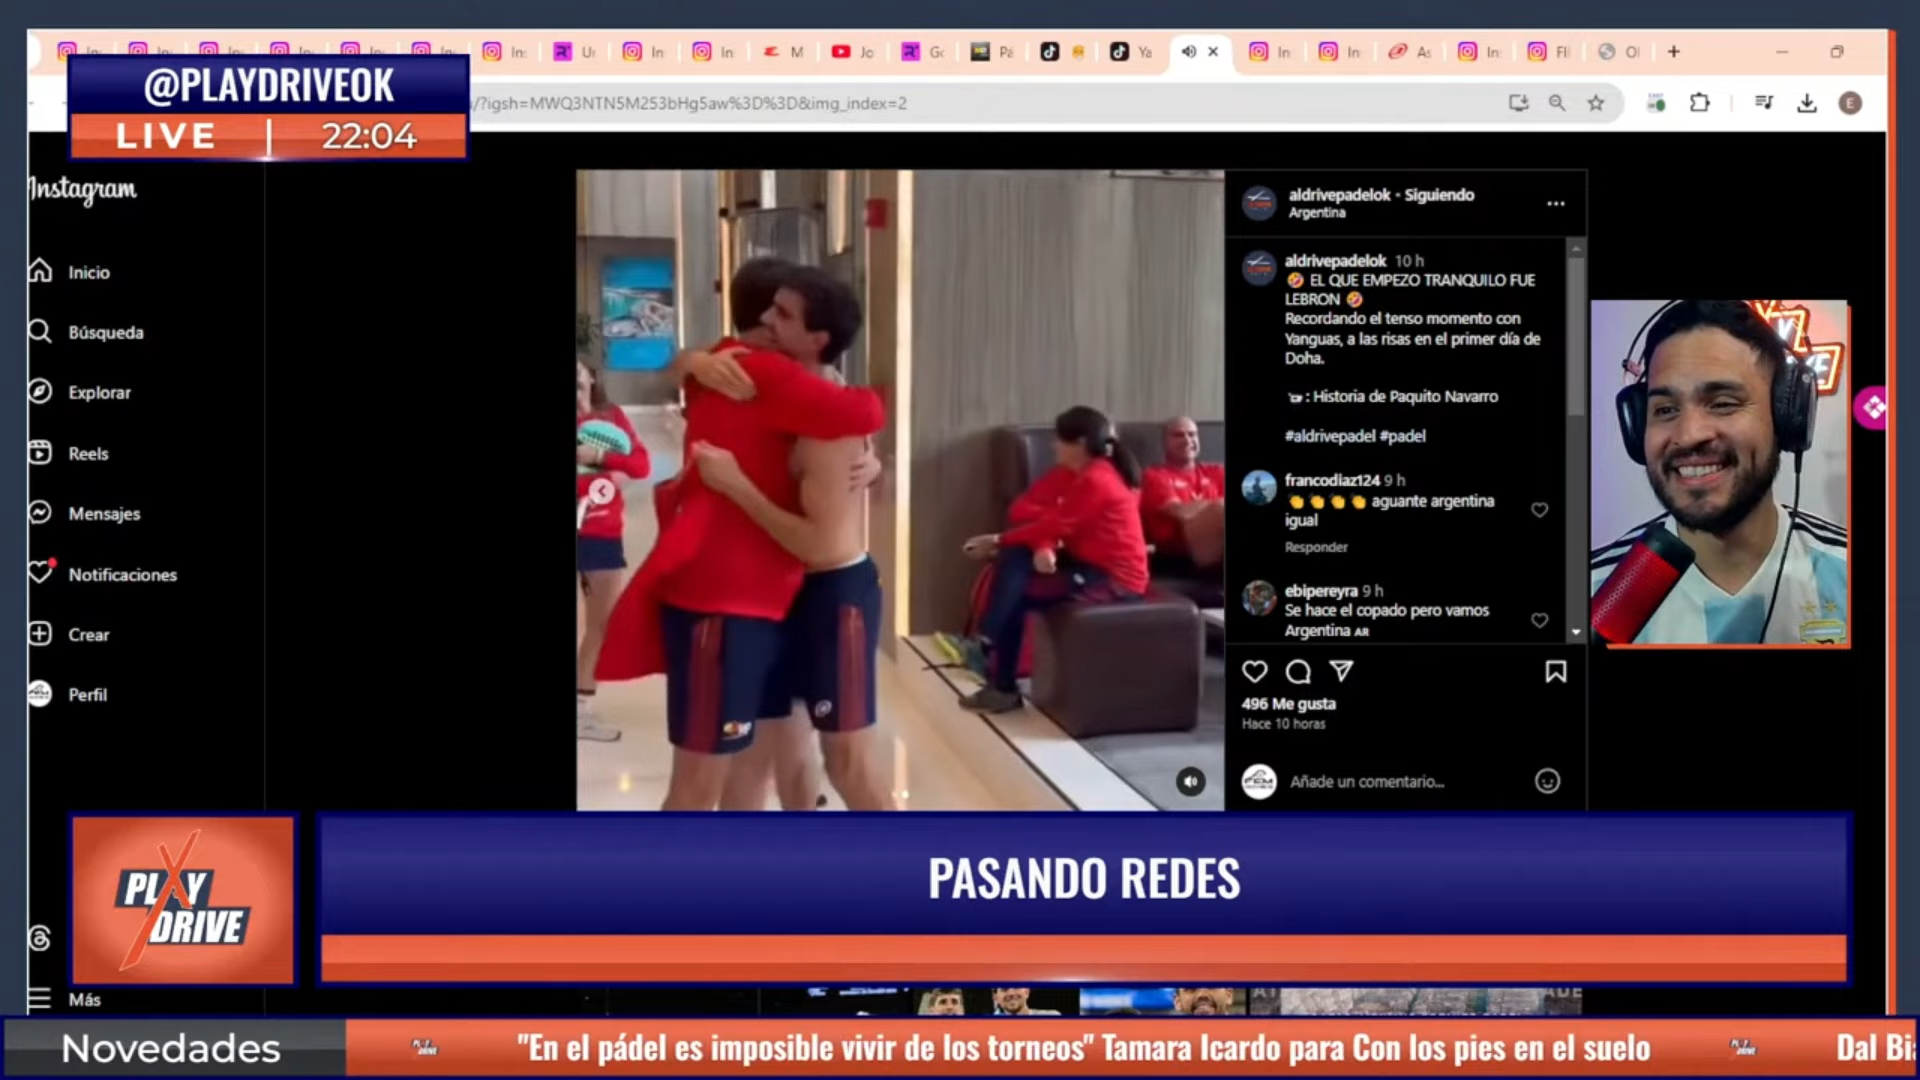 @PLAYDRIVEOK
LIVE | 22:04
/?igsh=MWQ3NTN5M253bHg5aw%3D%3D&img_index=2
Instagram
Inicio
Búsqueda
Explorar
Reels
Mensajes
Notificaciones
Crear
Perfil
Más
aldrivepadelok • Siguiendo
Argentina
aldrivepadelok 10 h
🤣 EL QUE EMPEZO TRANQUILO FUE
LEBRON 🤣
Recordando el tenso momento con
Yanguas, a las risas en el primer día de
Doha.
: Historia de Paquito Navarro
#aldrivepadel #padel
francodiaz124 9 h
👏👏👏👏 aguante argentina
igual
Responder
ebipereyra 9 h
Se hace el copado pero vamos
Argentina AR
496 Me gusta
Hace 10 horas
Añade un comentario...
PLAY
DRIVE
PASANDO REDES
Novedades
"En el pádel es imposible vivir de los torneos" Tamara Icardo para Con los pies en el suelo
Dal Bi